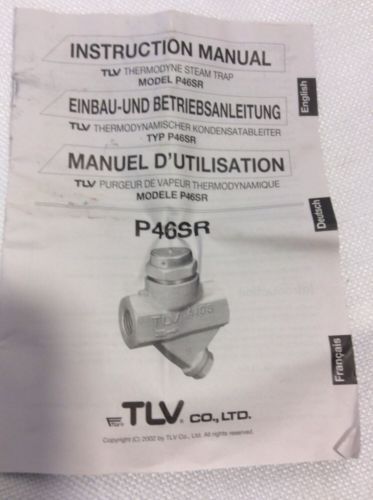 INSTRUCTION MANUAL
TLV THERMODYNE STEAM TRAP
MODEL P46SR
English
EINBAU-UND BETRIEBSANLEITUNG
TLV THERMODYNAMISCHER KONDENSATABLEITER
TYP P46SR
MANUEL D'UTILISATION
TLV PURGEUR DE VAPEUR THERMODYNAMIQUE
MODELE P46SR
Deutsch
P46SR
TLV
Français
TLV® CO., LTD.
Copyright (C) 2002 by TLV Co., Ltd. All rights reserved.